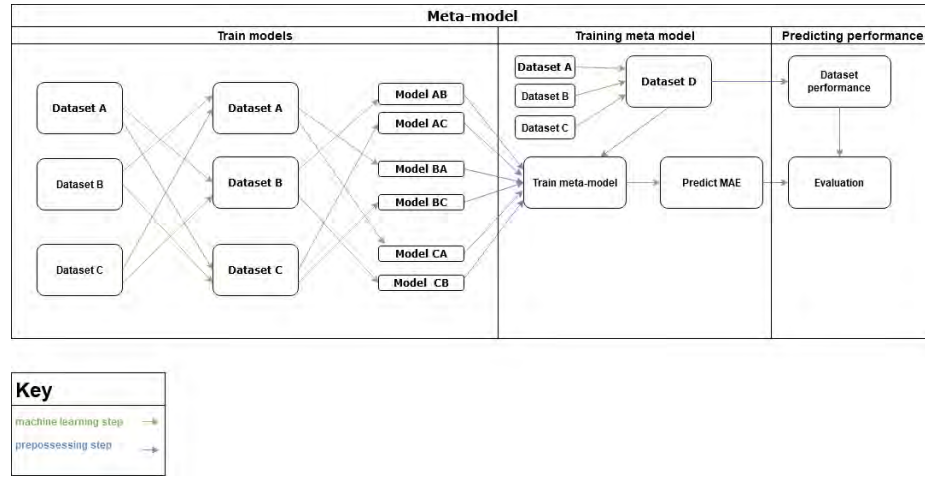 Meta-model
Train models
Training meta model
Predicting performance
Dataset A
Dataset B
Dataset C
Dataset A
Dataset B
Dataset C
Model AB
Model AC
Model BA
Model BC
Model CA
Model CB
Dataset A
Dataset B
Dataset C
Dataset D
Train meta-model
Predict MAE
Dataset
performance
Evaluation
Key
machine learning step
prepossessing step